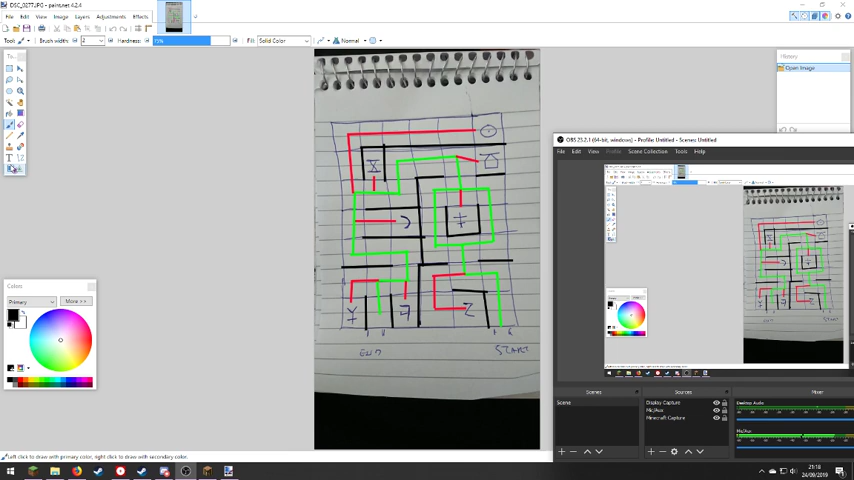 DSC_0277.JPG - paint.net 4.2.4
File Edit View Image Layers Adjustments Effects
Tool: Brush width: 2 Hardness: 75% Fill: Solid Color Normal
History
Open Image
Colors
Primary More >>
END START
OBS 23.2.1 (64-bit, windows) - Profile: Untitled - Scenes: Untitled
File Edit View Profile Scene Collection Tools Help
Scenes Sources Mixer
Scene
Display Capture
Mic/Aux
Minecraft Capture
Desktop Audio
Mic/Aux
Left click to draw with primary color, right click to draw with secondary color.
21:18
24/09/2019